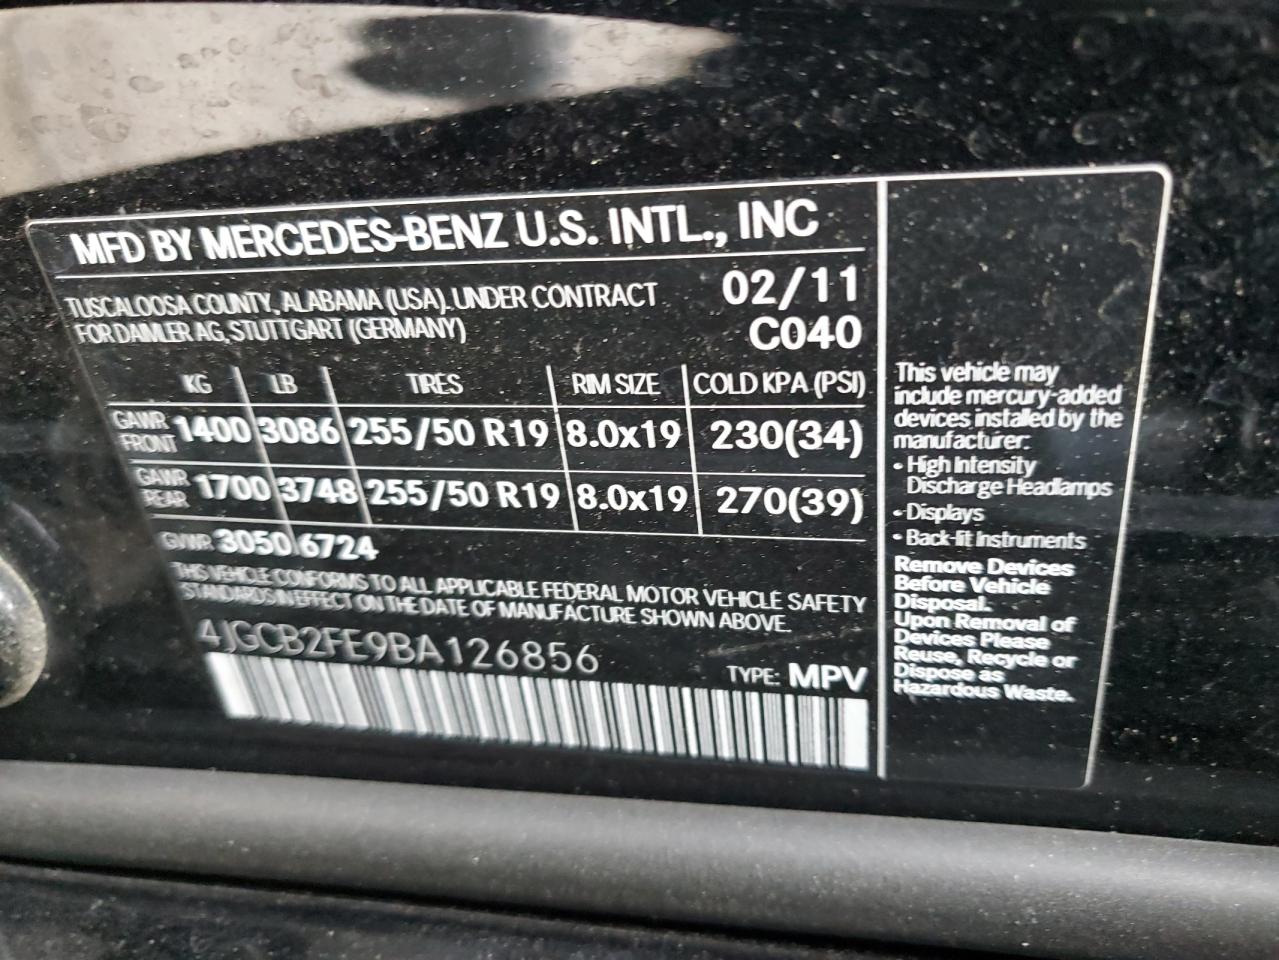 MFD BY MERCEDES-BENZ U.S. INTL., INC
TUSCALOOSA COUNTY, ALABAMA (USA), UNDER CONTRACT
FOR DAIMLER AG, STUTTGART (GERMANY)
02/11
C040
KG LB TIRES RIM SIZE COLD KPA (PSI)
GAWR
FRONT 1400 3086 255/50 R19 8.0x19 230(34)
GAWR
REAR 1700 3748 255/50 R19 8.0x19 270(39)
GVWR 3050 6724
THIS VEHICLE CONFORMS TO ALL APPLICABLE FEDERAL MOTOR VEHICLE SAFETY
STANDARDS IN EFFECT ON THE DATE OF MANUFACTURE SHOWN ABOVE.
4JGCB2FE9BA126856
TYPE: MPV
This vehicle may
include mercury-added
devices installed by the
manufacturer:
• High Intensity
Discharge Headlamps
• Displays
• Back-lit Instruments
Remove Devices
Before Vehicle
Disposal.
Upon Removal of
Devices Please
Reuse, Recycle or
Dispose as
Hazardous Waste.